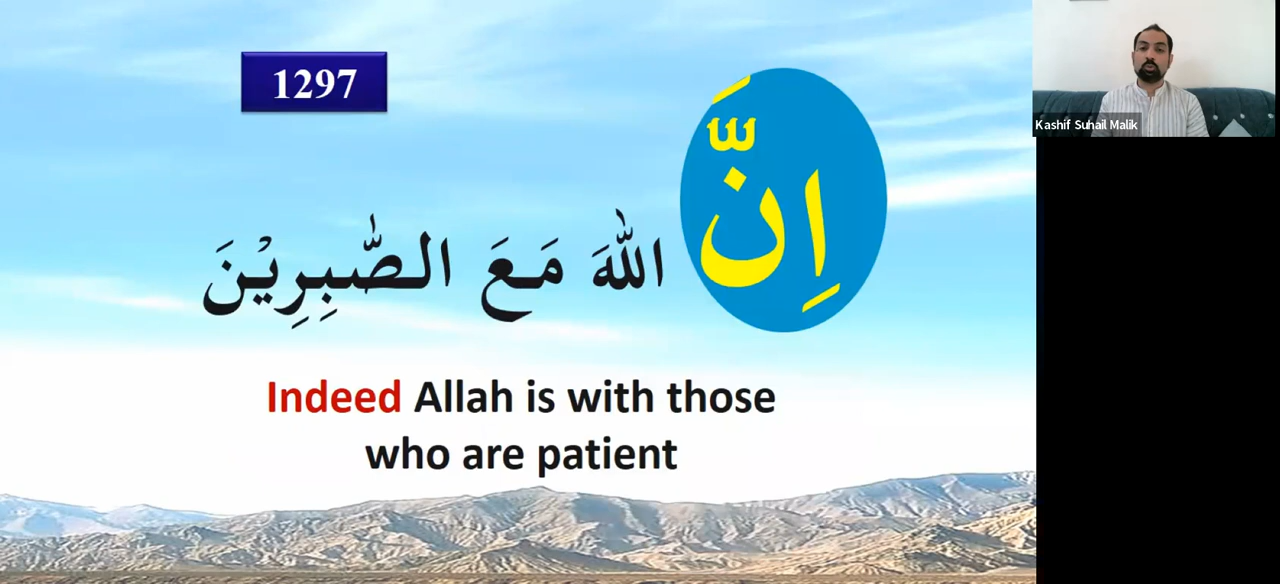 1297
اِنَّ اللّٰهَ مَعَ الصّٰبِرِيْنَ
Indeed Allah is with those
who are patient
Kashif Suhail Malik